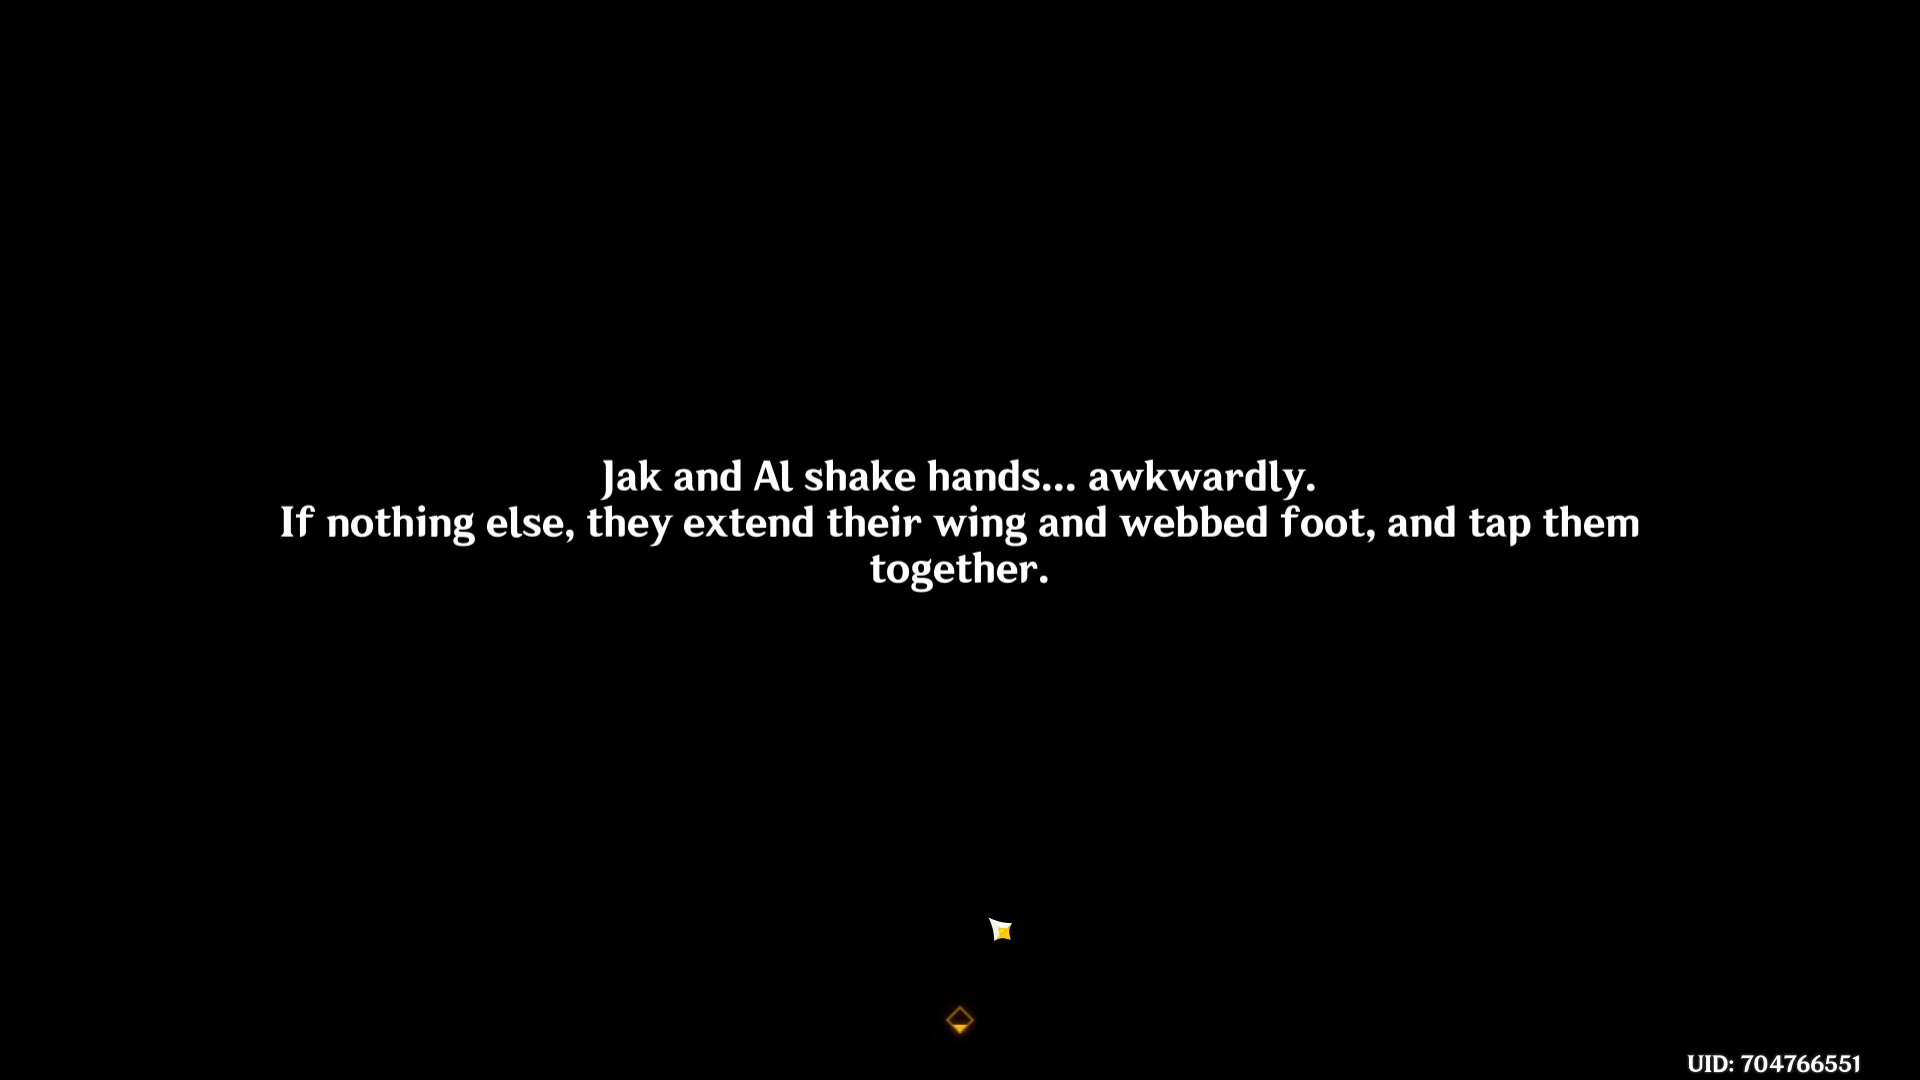 Jak and Al shake hands... awkwardly.
If nothing else, they extend their wing and webbed foot, and tap them
together.
UID: 704766551